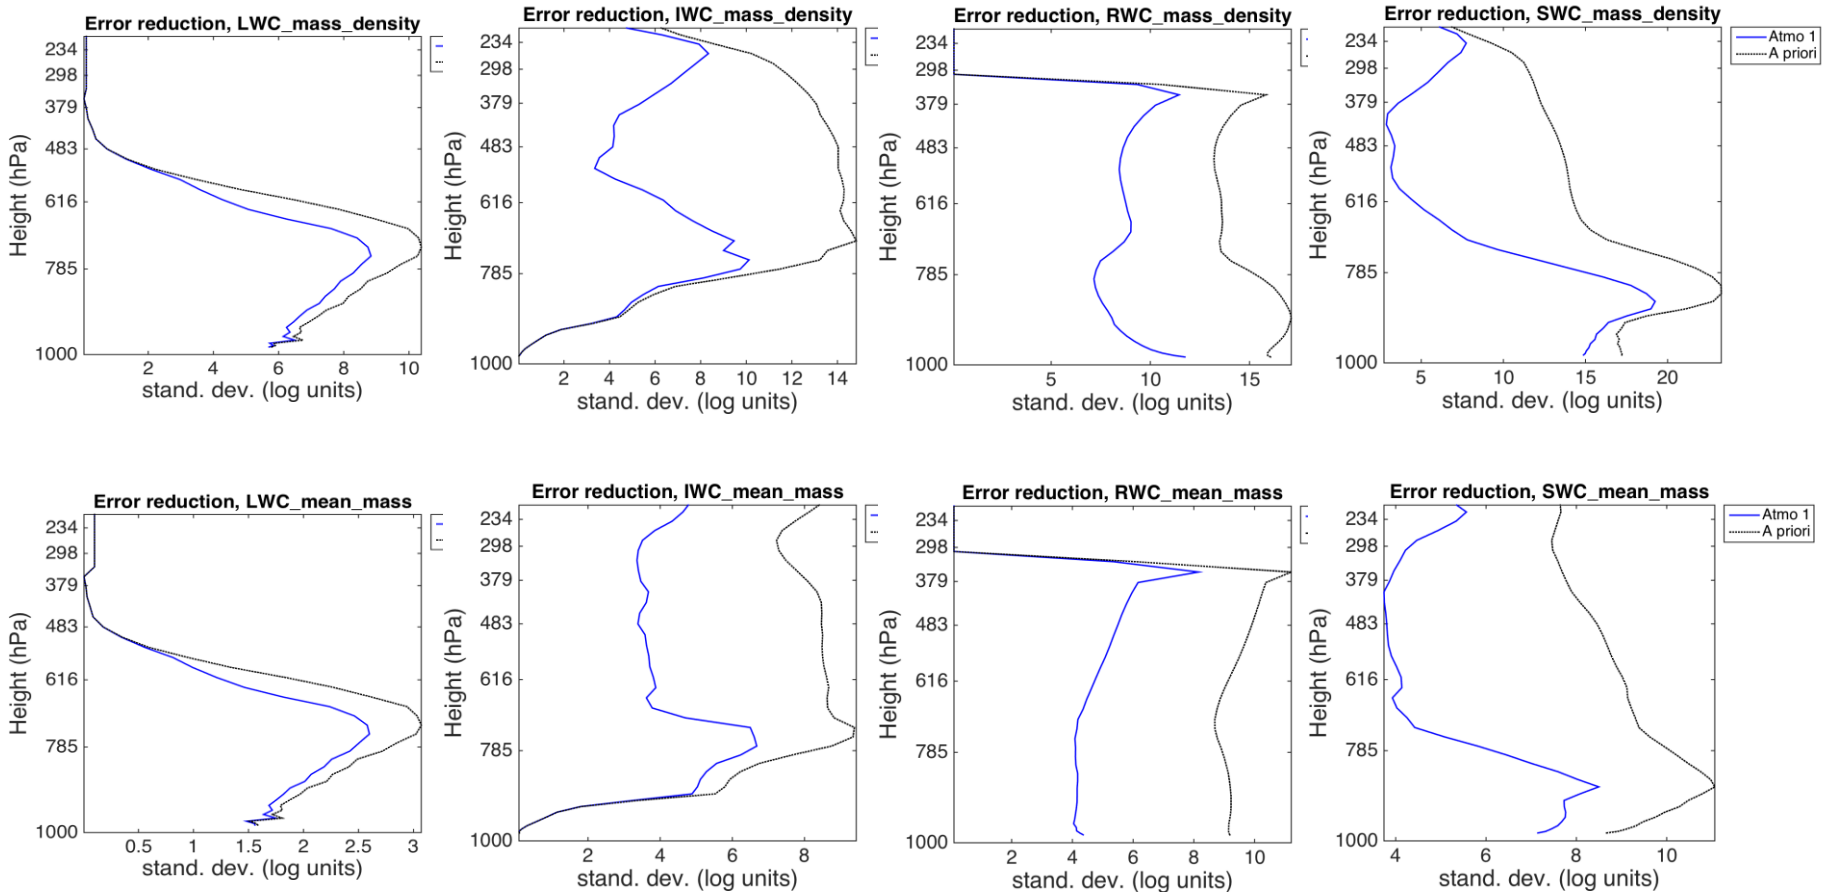 Error reduction, LWC_mass_density
234
298
379
483
616
785
1000
Height (hPa)
2 4 6 8 10
stand. dev. (log units)
Error reduction, IWC_mass_density
234
298
379
483
616
785
1000
Height (hPa)
2 4 6 8 10 12 14
stand. dev. (log units)
Error reduction, RWC_mass_density
234
298
379
483
616
785
1000
Height (hPa)
5 10 15
stand. dev. (log units)
Error reduction, SWC_mass_density
234
298
379
483
616
785
1000
Height (hPa)
5 10 15 20
stand. dev. (log units)
Atmo 1
A priori
Error reduction, LWC_mean_mass
234
298
379
483
616
785
1000
Height (hPa)
0.5 1 1.5 2 2.5 3
stand. dev. (log units)
Error reduction, IWC_mean_mass
234
298
379
483
616
785
1000
Height (hPa)
2 4 6 8
stand. dev. (log units)
Error reduction, RWC_mean_mass
234
298
379
483
616
785
1000
Height (hPa)
2 4 6 8 10
stand. dev. (log units)
Error reduction, SWC_mean_mass
234
298
379
483
616
785
1000
Height (hPa)
4 6 8 10
stand. dev. (log units)
Atmo 1
A priori